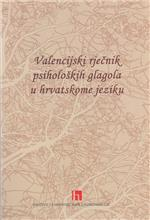 Valencijski rječnik
psiholoških glagola
u hrvatskome jeziku